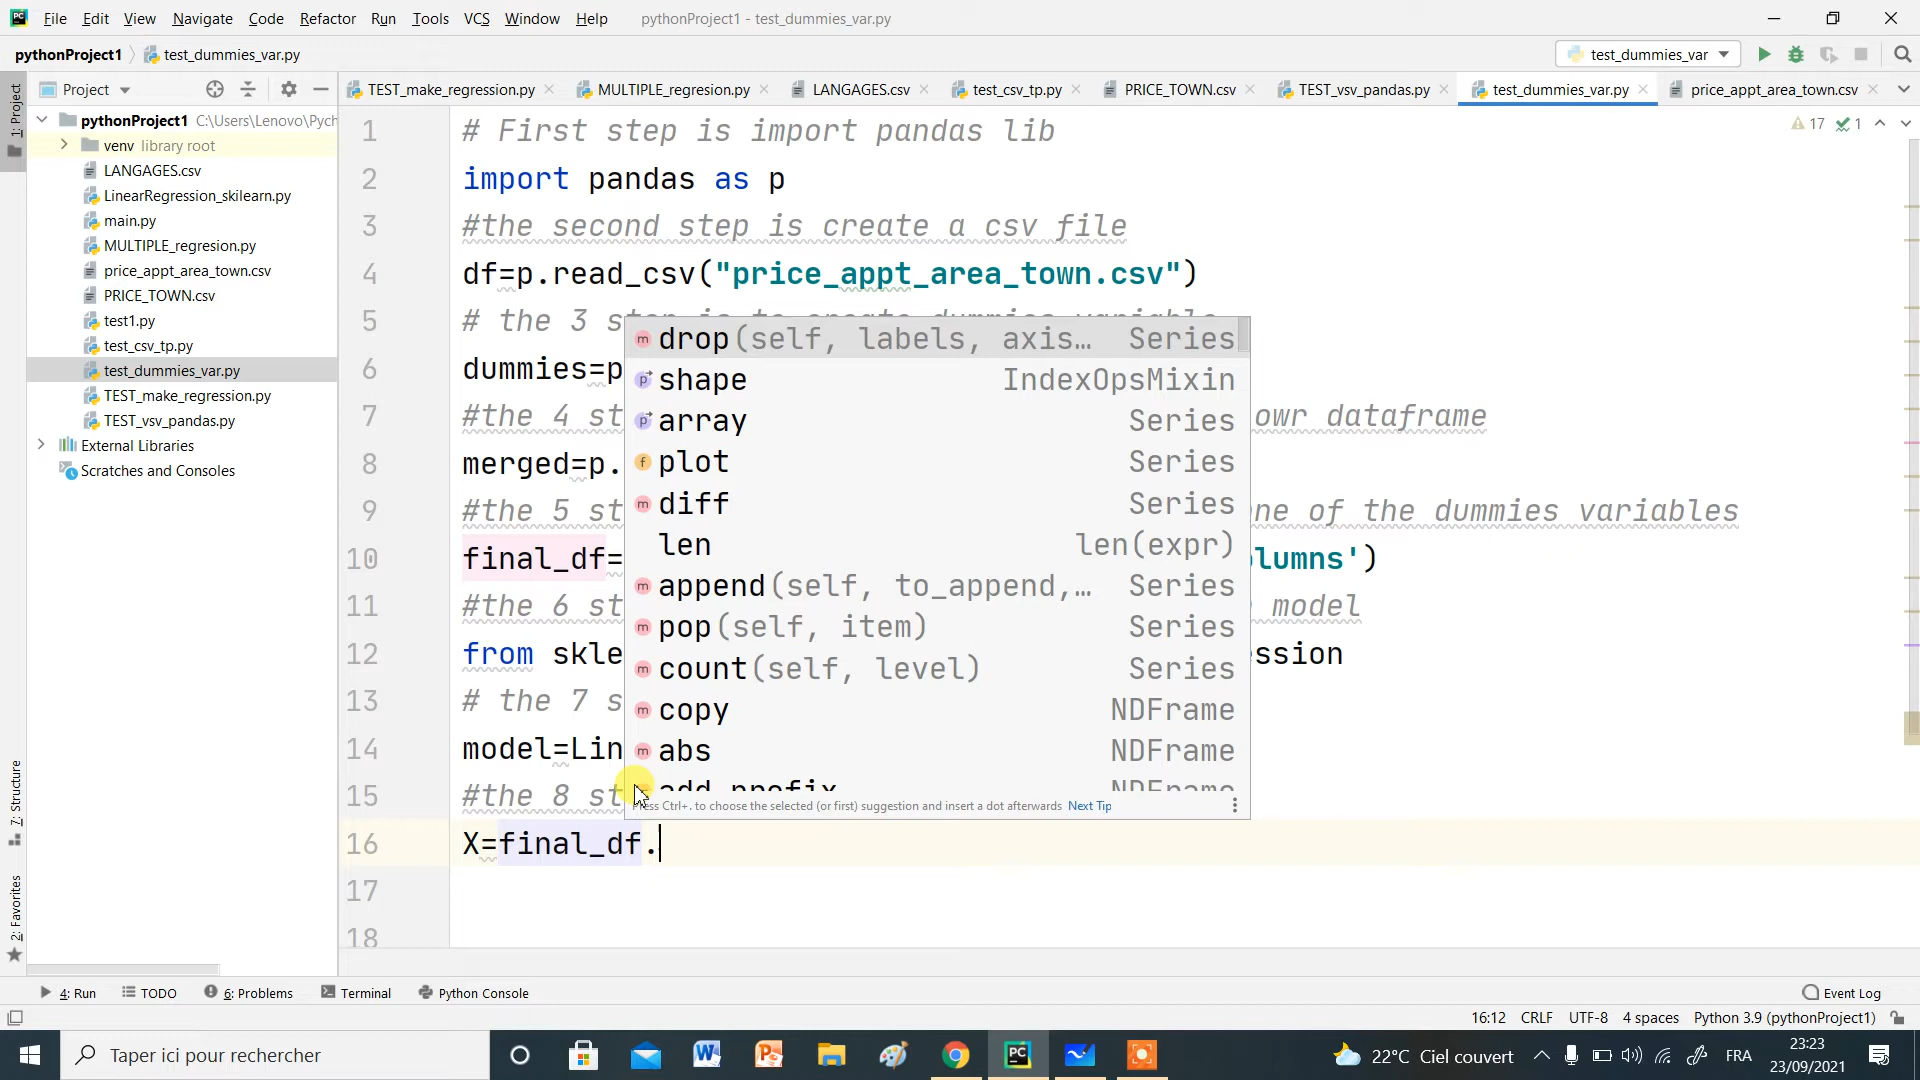 File Edit View Navigate Code Refactor Run Tools VCS Window Help pythonProject1 - test_dummies_var.py
pythonProject1 test_dummies_var.py test_dummies_var
Project TEST_make_regression.py MULTIPLE_regresion.py LANGAGES.csv test_csv_tp.py PRICE_TOWN.csv TEST_vsv_pandas.py test_dummies_var.py price_appt_area_town.csv
1: Project
7: Structure
2: Favorites
pythonProject1 C:\Users\Lenovo\Pych
venv library root
LANGAGES.csv
LinearRegression_skilearn.py
main.py
MULTIPLE_regresion.py
price_appt_area_town.csv
PRICE_TOWN.csv
test1.py
test_csv_tp.py
test_dummies_var.py
TEST_make_regression.py
TEST_vsv_pandas.py
External Libraries
Scratches and Consoles
17 1
1 # First step is import pandas lib
2 import pandas as p
3 #the second step is create a csv file
4 df=p.read_csv("price_appt_area_town.csv")
5 # the 3 s
6 dummies=p
7 #the 4 st owr dataframe
8 merged=p.
9 #the 5 st ne of the dummies variables
10 final_df= lumns')
11 #the 6 st model
12 from skle ssion
13 # the 7 s
14 model=Lin
15 #the 8 st
16 X=final_df.
17
18
drop(self, labels, axis… Series
shape IndexOpsMixin
array Series
plot Series
diff Series
len len(expr)
append(self, to_append,… Series
pop(self, item) Series
count(self, level) Series
copy NDFrame
abs NDFrame
add_prefix NDFrame
Press Ctrl+. to choose the selected (or first) suggestion and insert a dot afterwards Next Tip
4: Run TODO 6: Problems Terminal Python Console Event Log
16:12 CRLF UTF-8 4 spaces Python 3.9 (pythonProject1)
Taper ici pour rechercher 22°C Ciel couvert FRA 23:23
23/09/2021